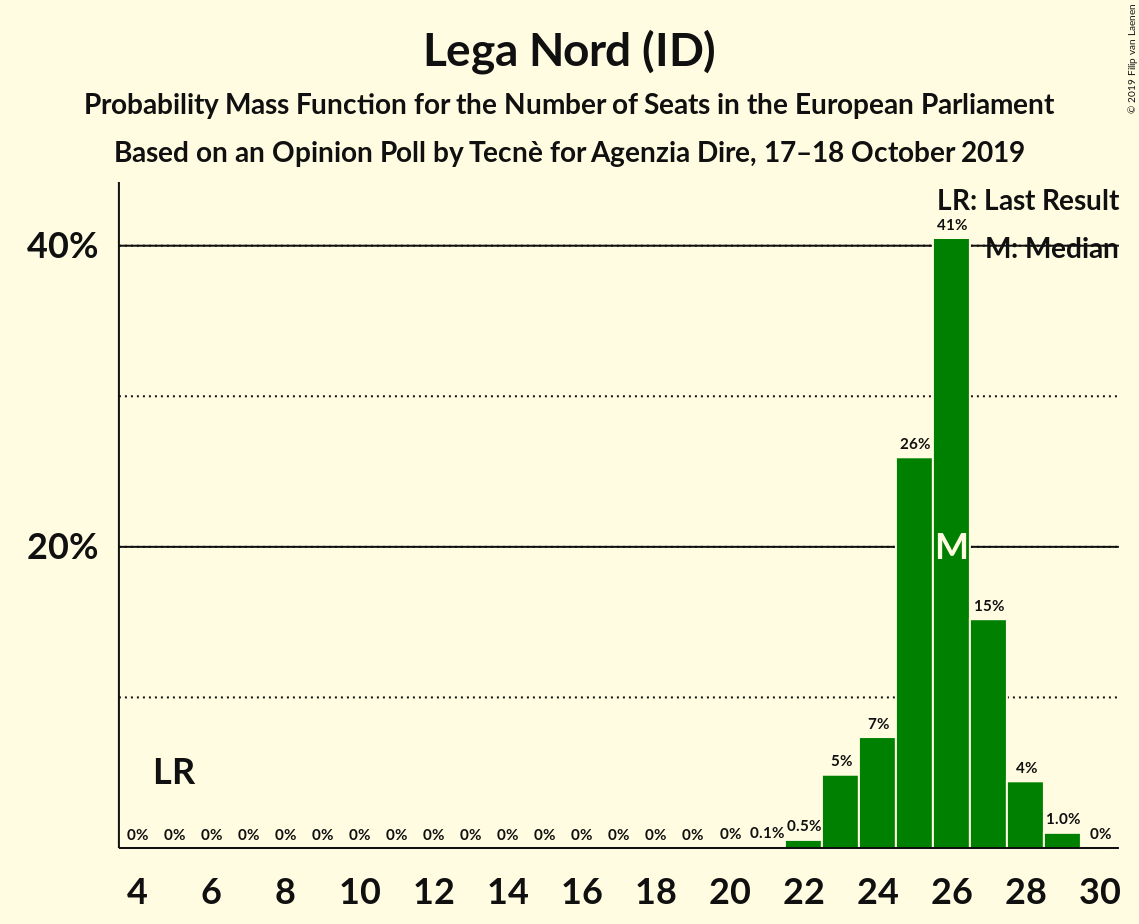 Lega Nord (ID)
Probability Mass Function for the Number of Seats in the European Parliament
Based on an Opinion Poll by Tecnè for Agenzia Dire, 17–18 October 2019
© 2019 Filip van Laenen
LR: Last Result
M: Median
40%
20%
41%
26%
M
15%
7%
5%
4%
LR
0% 0% 0% 0% 0% 0% 0% 0% 0% 0% 0% 0% 0% 0% 0% 0% 0% 0.1% 0.5% 1.0% 0%
4 6 8 10 12 14 16 18 20 22 24 26 28 30